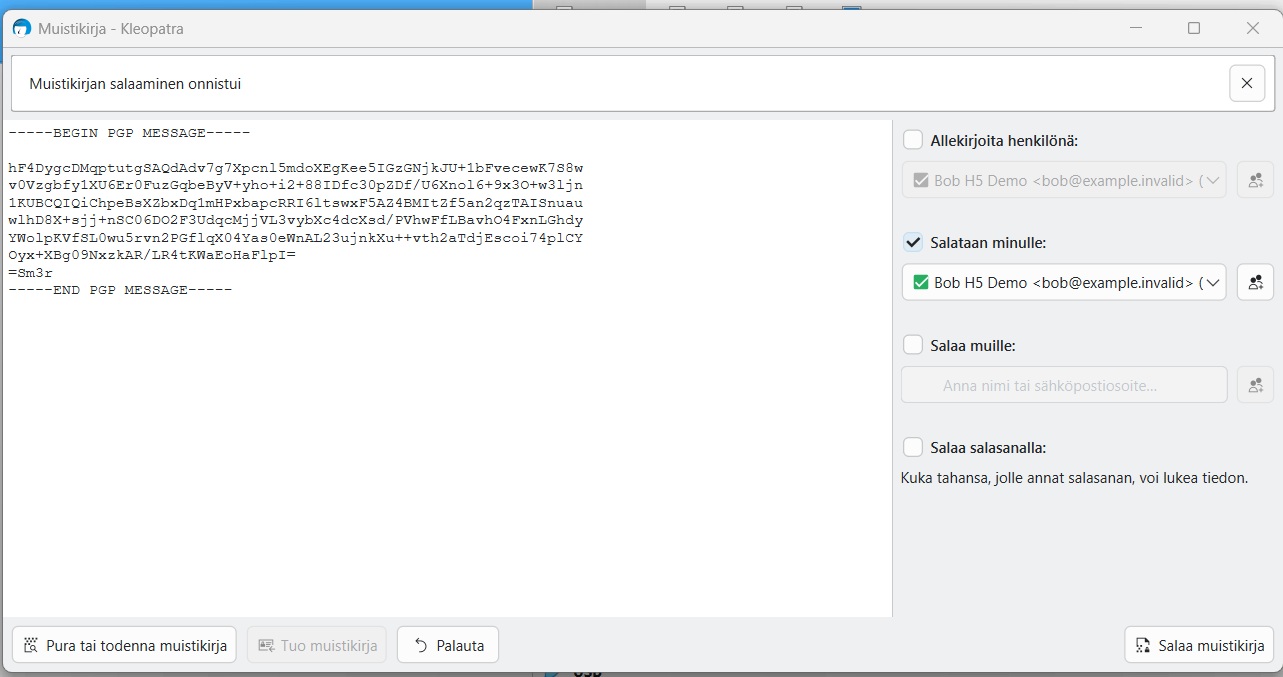 Muistikirja - Kleopatra
Muistikirjan salaaminen onnistui
-----BEGIN PGP MESSAGE-----
hF4DygcDMqptutgSAQdAdv7g7Xpcnl5mdoXEgKee5IGzGNjkJU+1bFvecewK7S8w
v0Vzgbfy1XU6Er0FuzGqbeByV+yho+i2+88IDfc30pZDf/U6Xnol6+9x3O+w3ljn
1KUBCQIQiChpeBsXZbxDq1mHPxbapcRRI6ltswxF5AZ4BMItZf5an2qzTAISnuau
wlhD8X+sjj+nSC06DO2F3UdqcMjjVL3vybXc4dcXsd/PVhwFfLBavhO4FxnLGhdy
YWolpKVfSL0wu5rvn2PGflqX04Yas0eWnAL23ujnkXu++vth2aTdjEscoi74plCY
Oyx+XBg09NxzkAR/LR4tKWaEoHaFlpI=
=Sm3r
-----END PGP MESSAGE-----
Allekirjoita henkilönä:
Bob H5 Demo <bob@example.invalid> (
Salataan minulle:
Bob H5 Demo <bob@example.invalid> (
Salaa muille:
Anna nimi tai sähköpostiosoite...
Salaa salasanalla:
Kuka tahansa, jolle annat salasanan, voi lukea tiedon.
Pura tai todenna muistikirja
Tuo muistikirja
Palauta
Salaa muistikirja